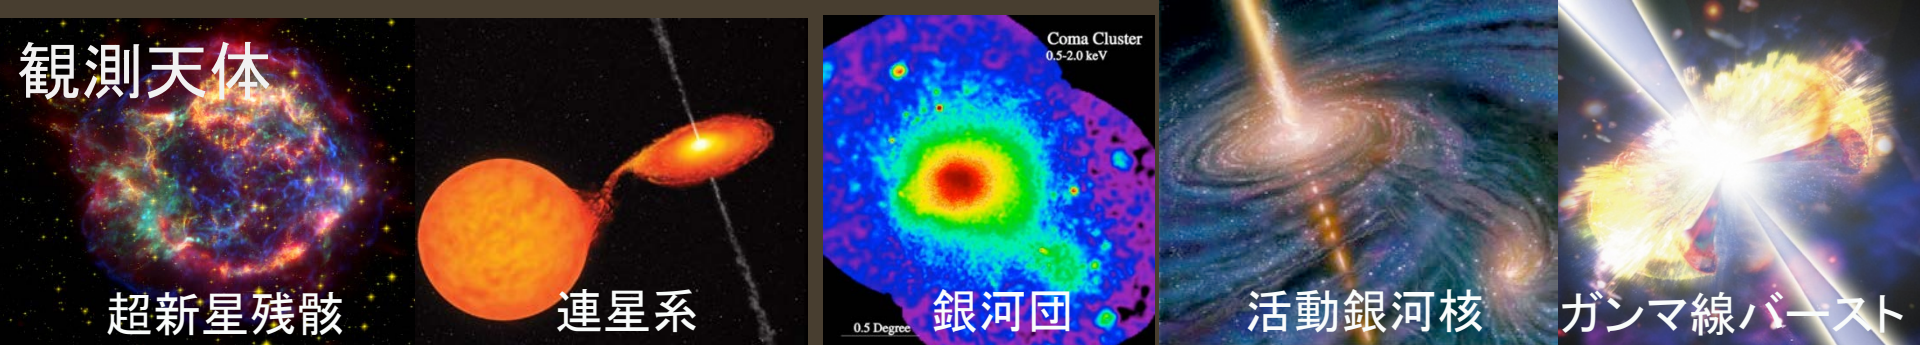 観測天体
超新星残骸
連星系
Coma Cluster
0.5-2.0 keV
0.5 Degree
銀河団
活動銀河核
ガンマ線バースト